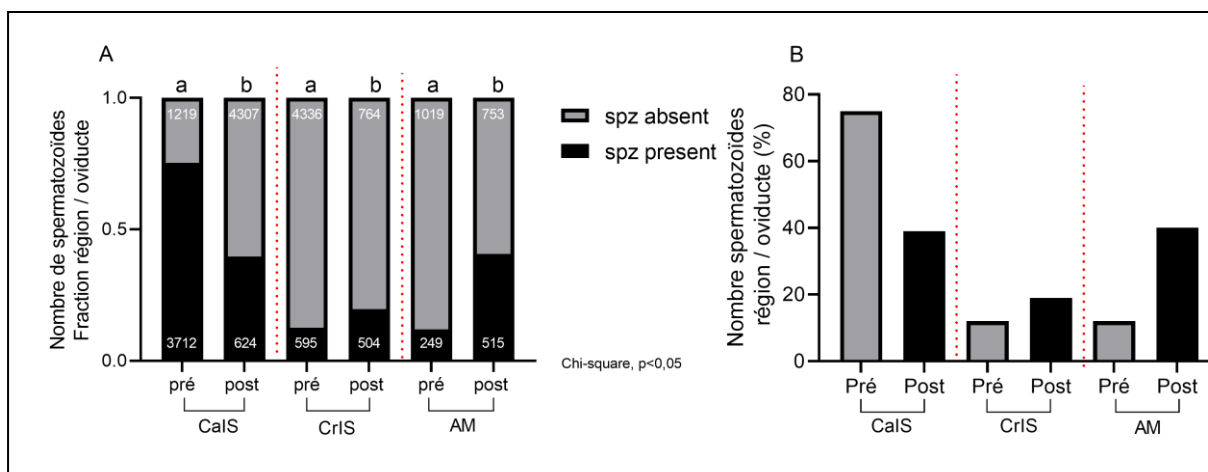 A
Nombre de spermatozoïdes
Fraction région / oviducte
1.0
0.5
0.0
a b a b a b
1219 4307 4336 764 1019 753
3712 624 595 504 249 515
pré post pré post pré post
CaIS CrIS AM
spz absent
spz present
Chi-square, p<0,05
B
Nombre spermatozoïdes
région / oviducte (%)
80
60
40
20
0
Pré Post Pré Post Pré Post
CaIS CrIS AM